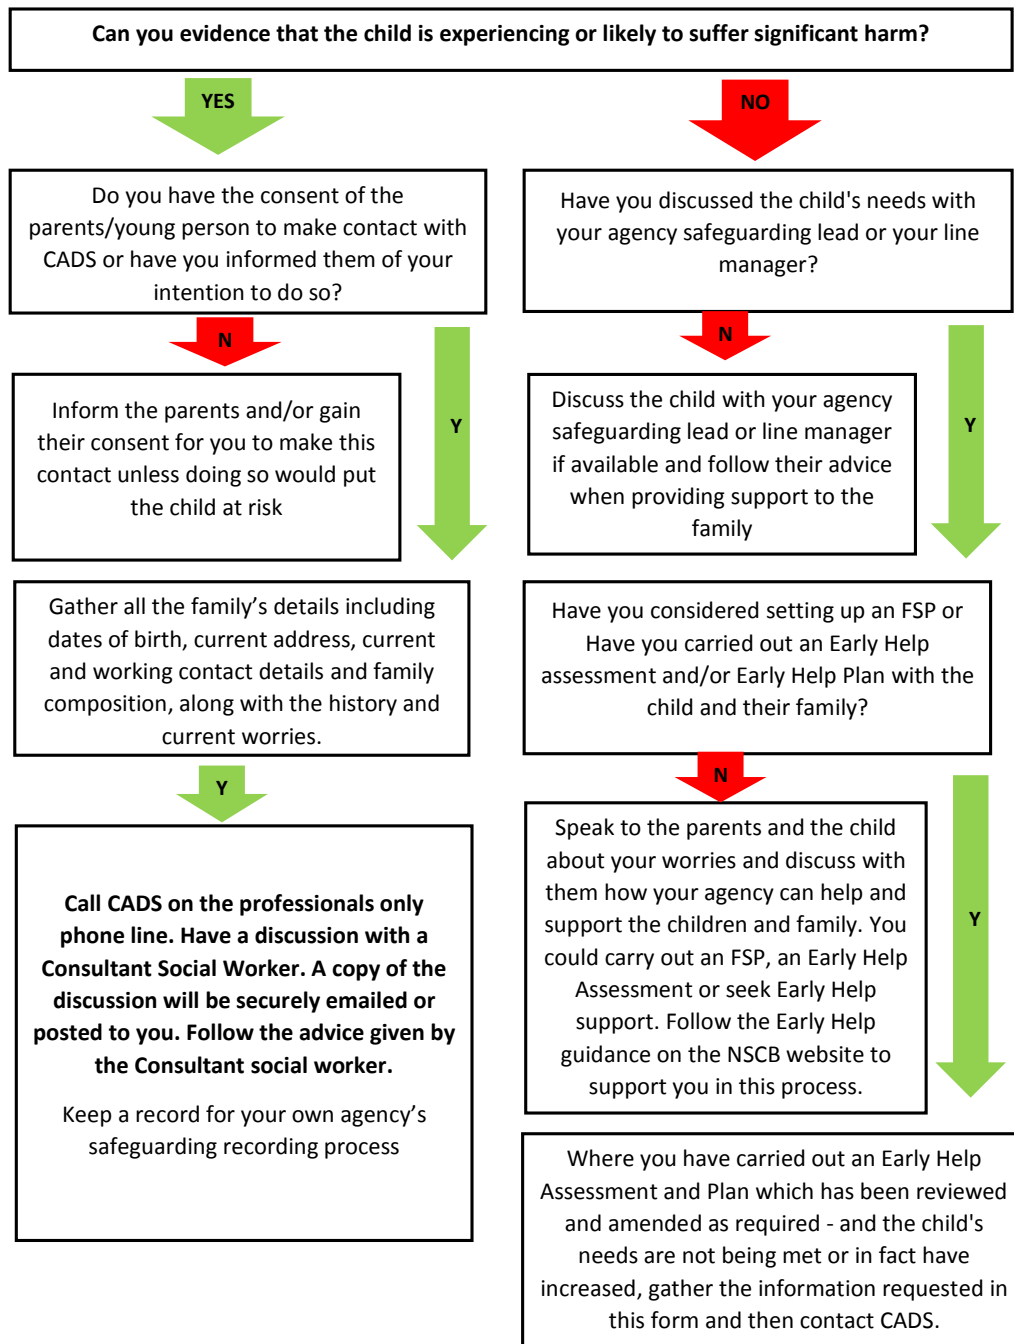 Can you evidence that the child is experiencing or likely to suffer significant harm?
YES
NO
Do you have the consent of the
parents/young person to make contact with
CADS or have you informed them of your
intention to do so?
N
Y
Inform the parents and/or gain
their consent for you to make this
contact unless doing so would put
the child at risk
Gather all the family’s details including
dates of birth, current address, current
and working contact details and family
composition, along with the history and
current worries.
Y
Call CADS on the professionals only
phone line. Have a discussion with a
Consultant Social Worker. A copy of the
discussion will be securely emailed or
posted to you. Follow the advice given by
the Consultant social worker.
Keep a record for your own agency’s
safeguarding recording process
Have you discussed the child's needs with
your agency safeguarding lead or your line
manager?
N
Y
Discuss the child with your agency
safeguarding lead or line manager
if available and follow their advice
when providing support to the
family
Have you considered setting up an FSP or
Have you carried out an Early Help
assessment and/or Early Help Plan with the
child and their family?
N
Y
Speak to the parents and the child
about your worries and discuss with
them how your agency can help and
support the children and family. You
could carry out an FSP, an Early Help
Assessment or seek Early Help
support. Follow the Early Help
guidance on the NSCB website to
support you in this process.
Where you have carried out an Early Help
Assessment and Plan which has been reviewed
and amended as required - and the child's
needs are not being met or in fact have
increased, gather the information requested in
this form and then contact CADS.